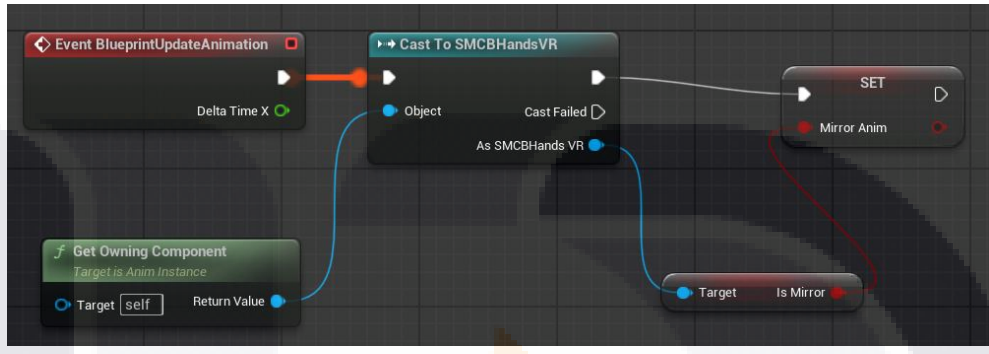 Event BlueprintUpdateAnimation
Delta Time X
Cast To SMCBHandsVR
Object
Cast Failed
As SMCBHands VR
SET
Mirror Anim
f Get Owning Component
Target is Anim Instance
Target self Return Value
Target Is Mirror